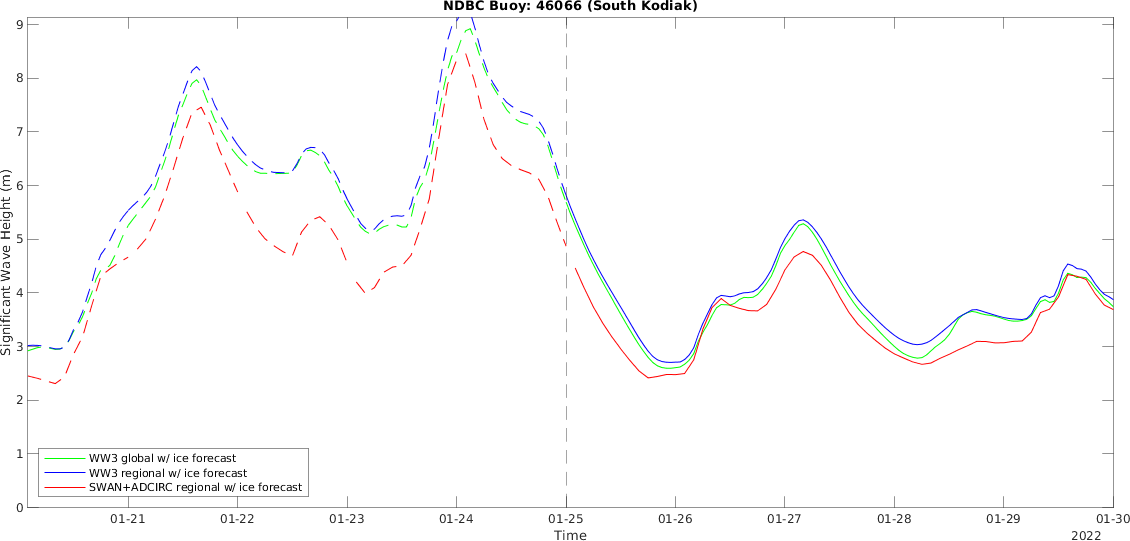 NDBC Buoy: 46066 (South Kodiak)
Significant Wave Height (m)
9
8
7
6
5
4
3
2
1
0
WW3 global w/ ice forecast
WW3 regional w/ ice forecast
SWAN+ADCIRC regional w/ ice forecast
01-21 01-22 01-23 01-24 01-25 01-26 01-27 01-28 01-29 01-30
Time
2022